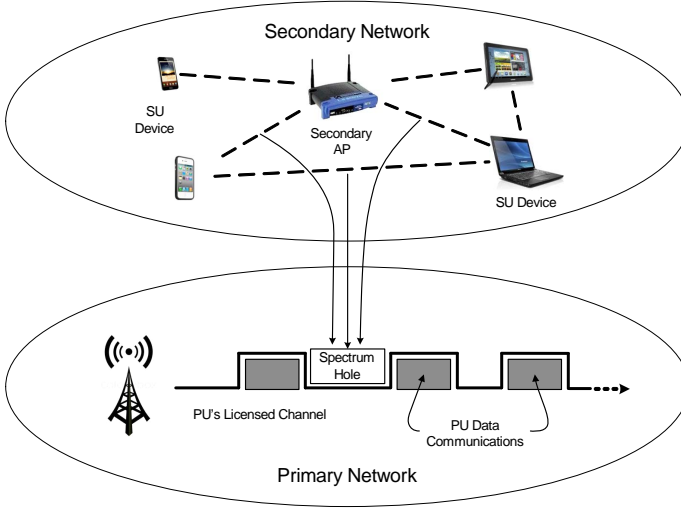 Secondary Network
SU
Device
Secondary
AP
SU Device
Spectrum
Hole
PU's Licensed Channel
PU Data
Communications
Primary Network